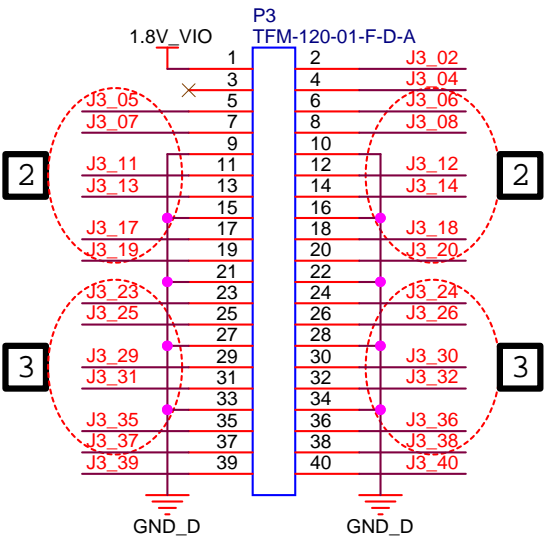 P3
1.8V_VIO TFM-120-01-F-D-A
1 2 J3_02
3 4 J3_04
J3_05 5 6 J3_06
J3_07 7 8 J3_08
9 10
2 J3_11 11 12 J3_12 2
J3_13 13 14 J3_14
15 16
J3_17 17 18 J3_18
J3_19 19 20 J3_20
21 22
J3_23 23 24 J3_24
J3_25 25 26 J3_26
27 28
3 J3_29 29 30 J3_30 3
J3_31 31 32 J3_32
33 34
J3_35 35 36 J3_36
J3_37 37 38 J3_38
J3_39 39 40 J3_40
GND_D GND_D